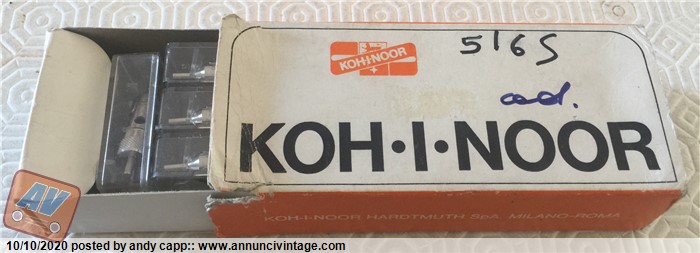 KOH-I-NOOR
516S
KOH·I·NOOR
KOH-I-NOOR HARDTMUTH SpA. MILANO-ROMA
AV
10/10/2020 posted by andy capp:: www.annuncivintage.com